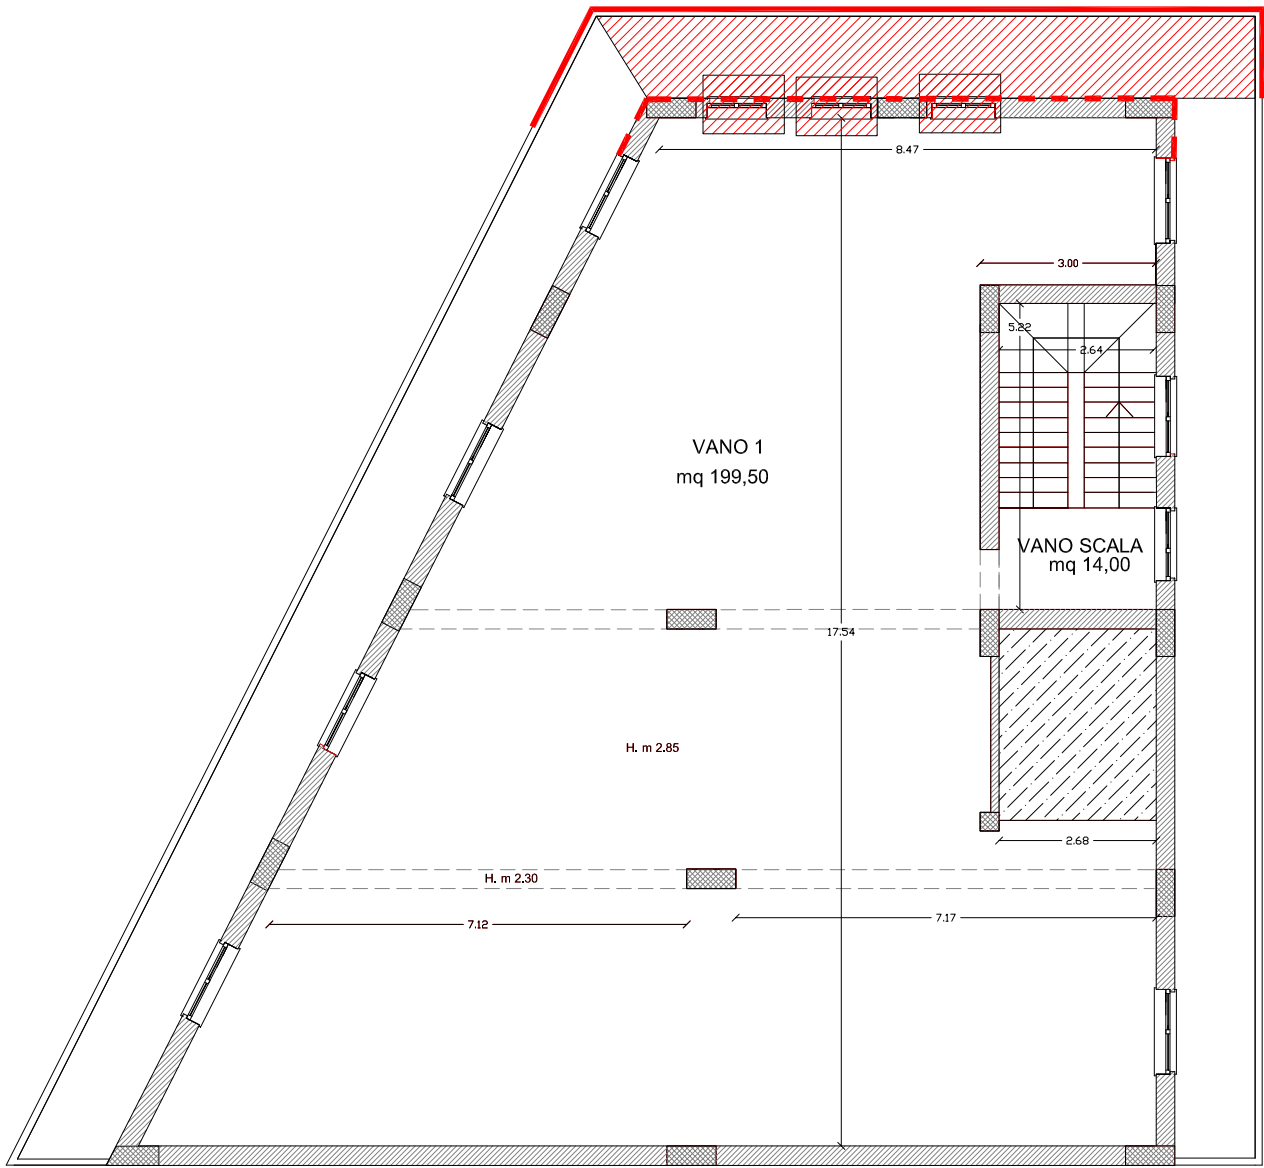 8.47
3.00
5.22
2.64
VANO 1
mq 199,50
VANO SCALA
mq 14,00
17.54
H. m 2.85
2.68
H. m 2.30
7.12
7.17